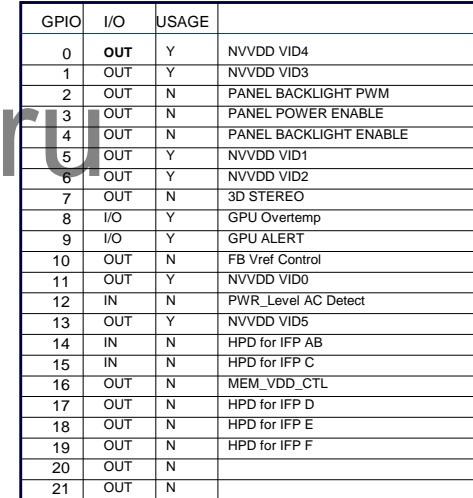 GPIO I/O USAGE
0 OUT Y NVVDD VID4
1 OUT Y NVVDD VID3
2 OUT N PANEL BACKLIGHT PWM
3 OUT N PANEL POWER ENABLE
4 OUT N PANEL BACKLIGHT ENABLE
5 OUT Y NVVDD VID1
6 OUT Y NVVDD VID2
7 OUT N 3D STEREO
8 I/O Y GPU Overtemp
9 I/O Y GPU ALERT
10 OUT N FB Vref Control
11 OUT Y NVVDD VID0
12 IN N PWR_Level AC Detect
13 OUT Y NVVDD VID5
14 IN N HPD for IFP AB
15 IN N HPD for IFP C
16 OUT N MEM_VDD_CTL
17 OUT N HPD for IFP D
18 OUT N HPD for IFP E
19 OUT N HPD for IFP F
20 OUT N
21 OUT N
ru